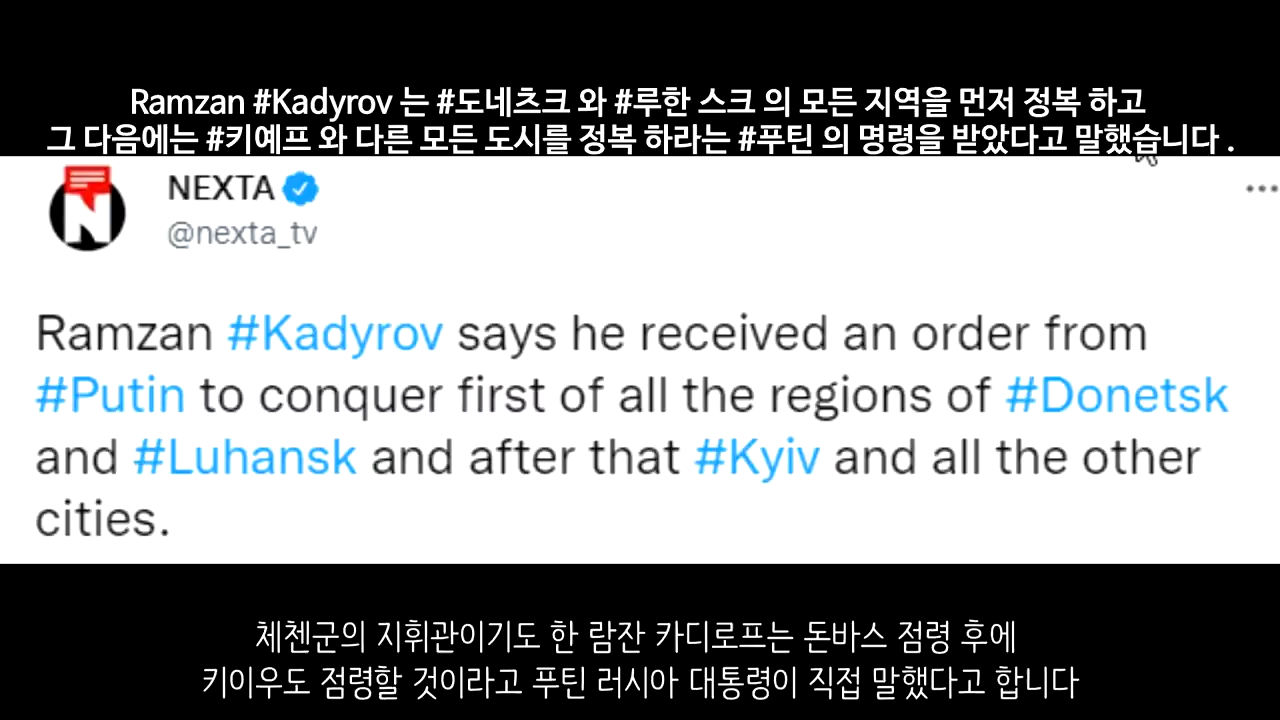 Ramzan #Kadyrov 는 #도네츠크 와 #루한 스크 의 모든 지역을 먼저 정복 하고
그 다음에는 #키예프 와 다른 모든 도시를 정복 하라는 #푸틴 의 명령을 받았다고 말했습니다 .
N NEXTA
@nexta_tv
Ramzan #Kadyrov says he received an order from
#Putin to conquer first of all the regions of #Donetsk
and #Luhansk and after that #Kyiv and all the other
cities.
체첸군의 지휘관이기도 한 람잔 카디로프는 돈바스 점령 후에
키이우도 점령할 것이라고 푸틴 러시아 대통령이 직접 말했다고 합니다